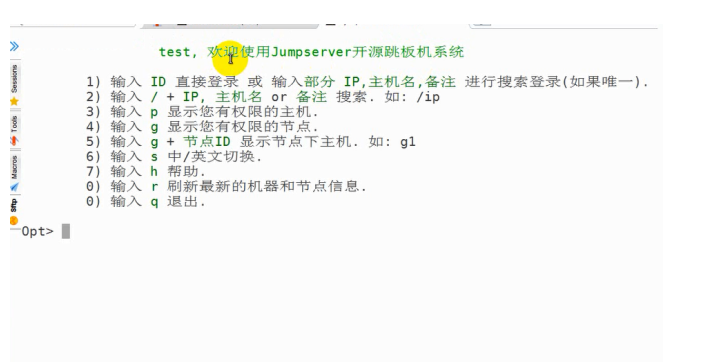 test, 欢迎使用Jumpserver开源跳板机系统
1) 输入 ID 直接登录 或 输入部分 IP,主机名,备注 进行搜索登录(如果唯一).
2) 输入 / + IP, 主机名 or 备注 搜索. 如: /ip
3) 输入 p 显示您有权限的主机.
4) 输入 g 显示您有权限的节点.
5) 输入 g + 节点ID 显示节点下主机. 如: g1
6) 输入 s 中/英文切换.
7) 输入 h 帮助.
0) 输入 r 刷新最新的机器和节点信息.
0) 输入 q 退出.
Opt>
Sessions
Tools
Macros
Sftp